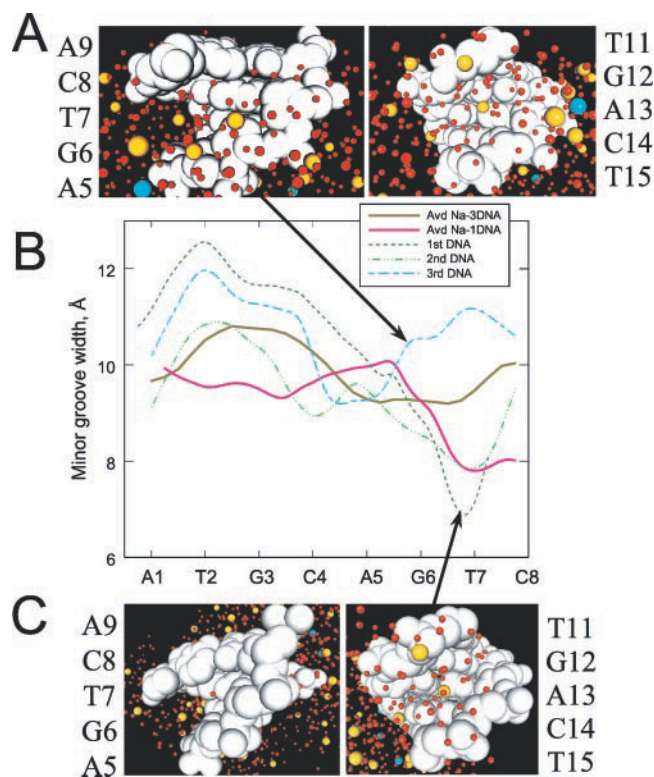 A
A9
C8
T7
G6
A5
T11
G12
A13
C14
T15
B
Avd Na-3DNA
Avd Na-1DNA
1st DNA
2nd DNA
3rd DNA
Minor groove width, Å
12
10
8
6
A1 T2 G3 C4 A5 G6 T7 C8
C
A9
C8
T7
G6
A5
T11
G12
A13
C14
T15